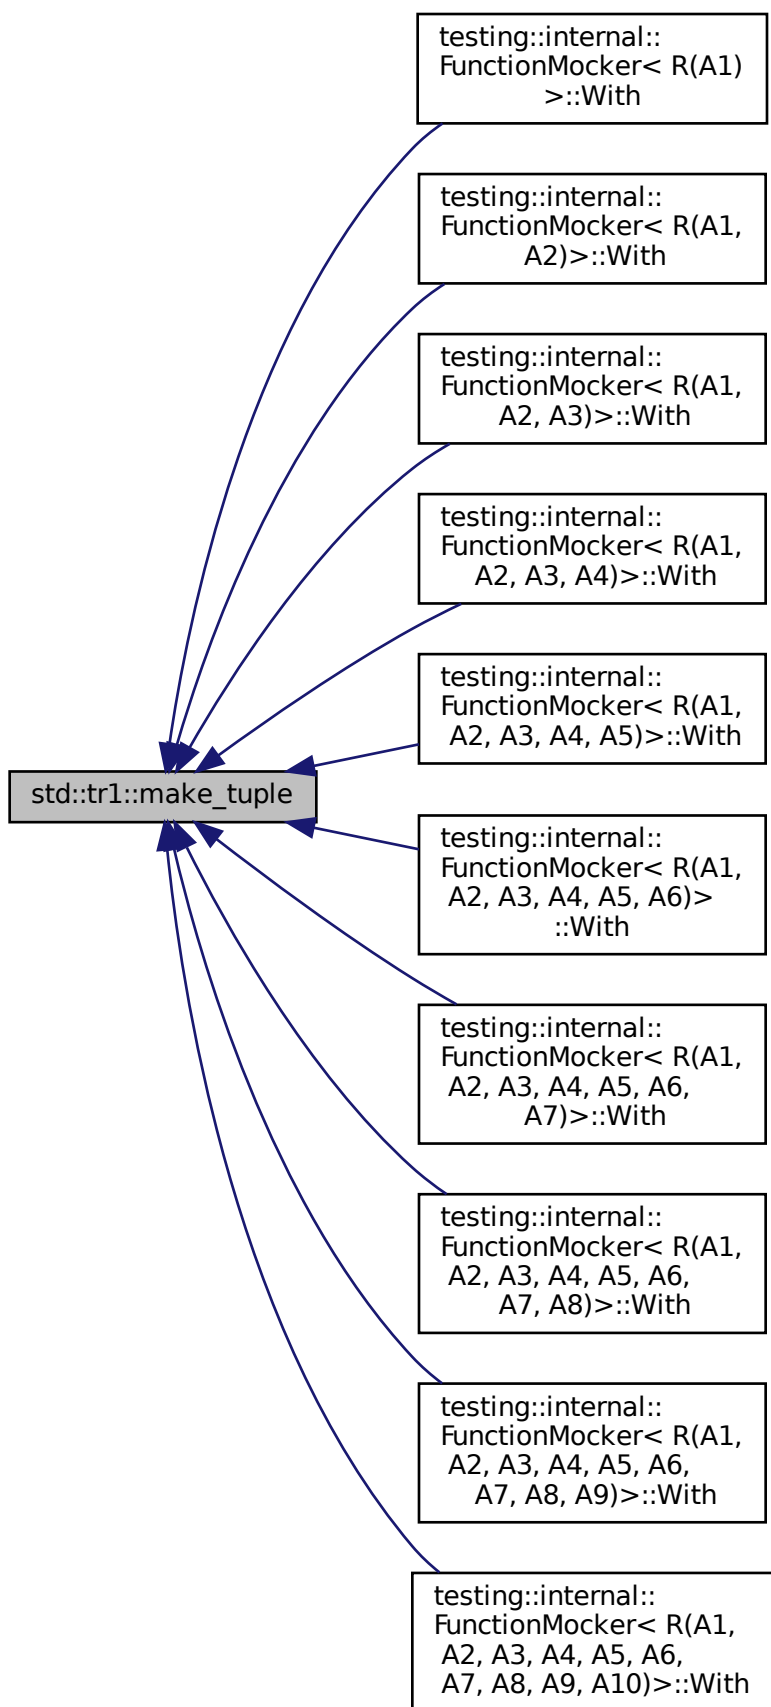 testing::internal::
FunctionMocker< R(A1)
>::With
testing::internal::
FunctionMocker< R(A1,
A2)>::With
testing::internal::
FunctionMocker< R(A1,
A2, A3)>::With
testing::internal::
FunctionMocker< R(A1,
A2, A3, A4)>::With
testing::internal::
FunctionMocker< R(A1,
A2, A3, A4, A5)>::With
std::tr1::make_tuple
testing::internal::
FunctionMocker< R(A1,
A2, A3, A4, A5, A6)>
::With
testing::internal::
FunctionMocker< R(A1,
A2, A3, A4, A5, A6,
A7)>::With
testing::internal::
FunctionMocker< R(A1,
A2, A3, A4, A5, A6,
A7, A8)>::With
testing::internal::
FunctionMocker< R(A1,
A2, A3, A4, A5, A6,
A7, A8, A9)>::With
testing::internal::
FunctionMocker< R(A1,
A2, A3, A4, A5, A6,
A7, A8, A9, A10)>::With